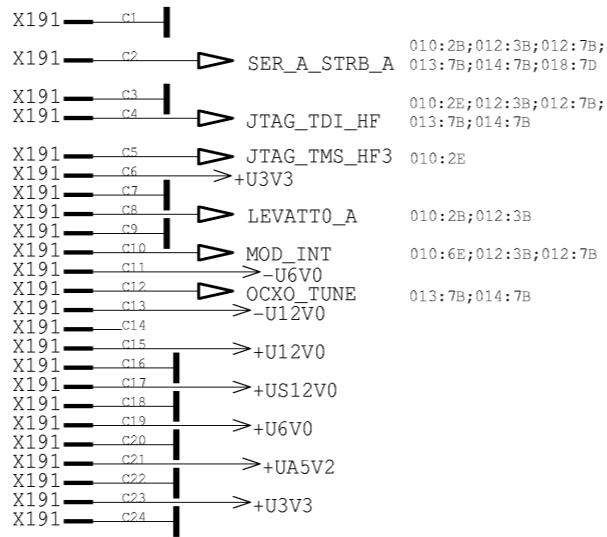 X191 C1
010:2B;012:3B;012:7B;
X191 C2 SER_A_STRB_A 013:7B;014:7B;018:7D
X191 C3 010:2E;012:3B;012:7B;
X191 C4 JTAG_TDI_HF 013:7B;014:7B
X191 C5 JTAG_TMS_HF3 010:2E
X191 C6 +U3V3
X191 C7
X191 C8 LEVATT0_A 010:2B;012:3B
X191 C9
X191 C10 MOD_INT 010:6E;012:3B;012:7B
X191 C11 -U6V0
X191 C12 OCXO_TUNE 013:7B;014:7B
X191 C13 -U12V0
X191 C14
X191 C15 +U12V0
X191 C16
X191 C17 +US12V0
X191 C18
X191 C19 +U6V0
X191 C20
X191 C21 +UA5V2
X191 C22
X191 C23 +U3V3
X191 C24